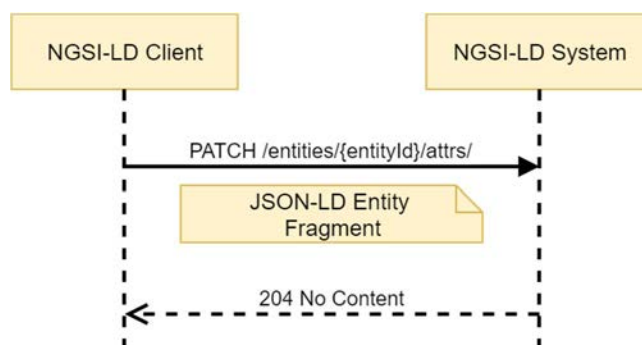 NGSI-LD Client
NGSI-LD System
PATCH /entities/{entityId}/attrs/
JSON-LD Entity
Fragment
204 No Content